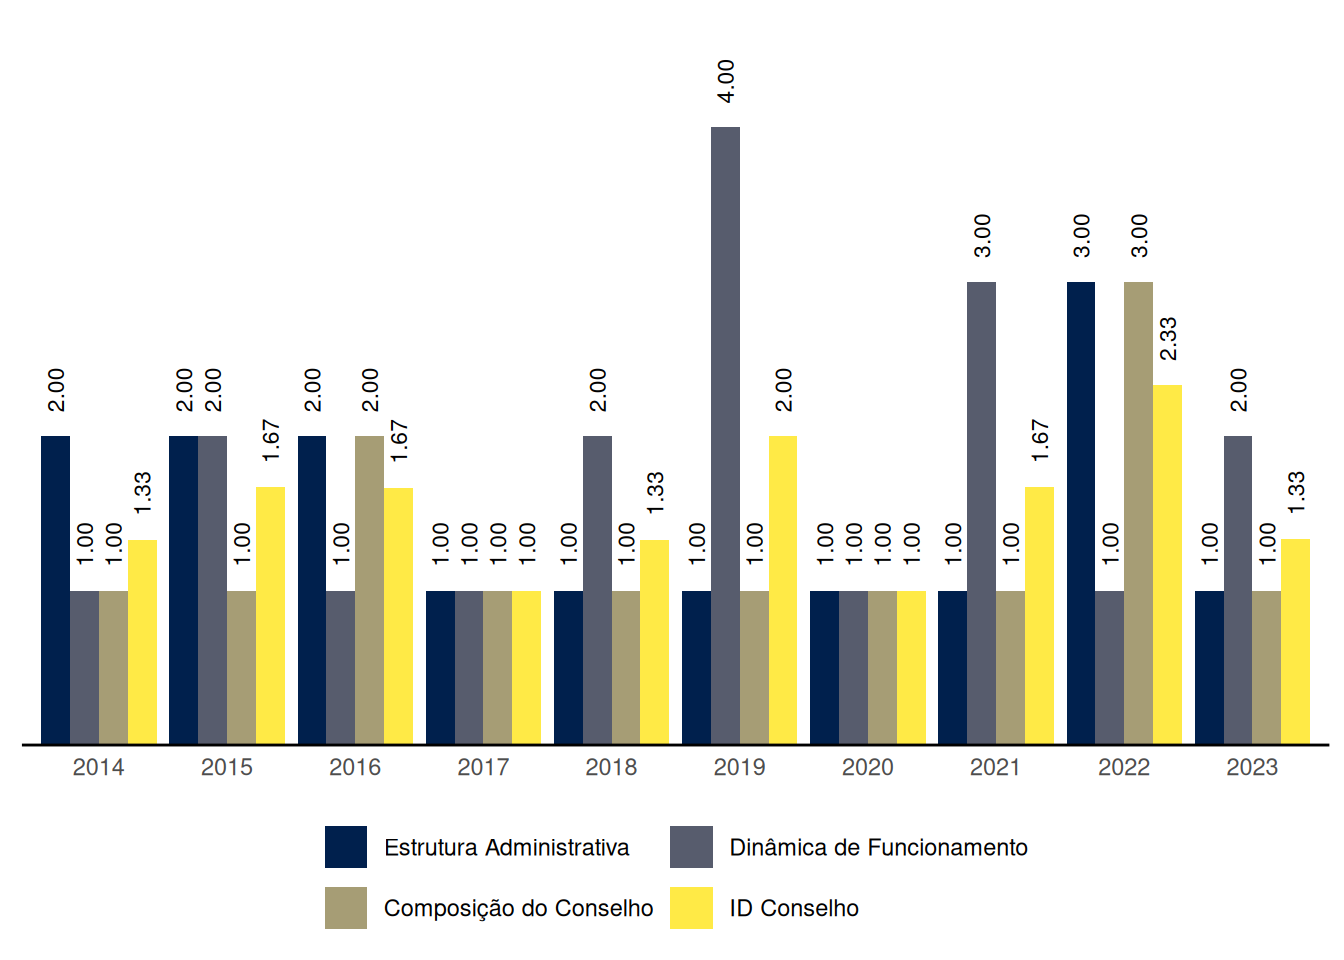 4.00
3.00 3.00 3.00
2.33
2.00 2.00 2.00 2.00 2.00 2.00 2.00 2.00
1.67 1.67 1.67
1.33 1.33 1.33
1.00 1.00 1.00 1.00 1.00 1.00 1.00 1.00 1.00 1.00 1.00 1.00 1.00 1.00 1.00 1.00 1.00 1.00 1.00 1.00 1.00
2014 2015 2016 2017 2018 2019 2020 2021 2022 2023
Estrutura Administrativa Dinâmica de Funcionamento
Composição do Conselho ID Conselho